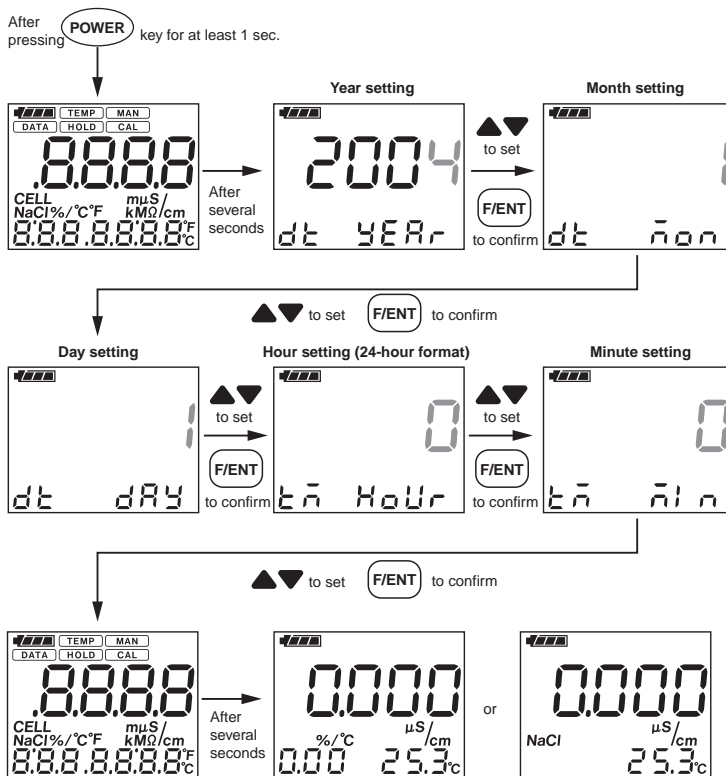 After pressing POWER key for at least 1 sec.
TEMP MAN
DATA HOLD CAL
.8.8.8.8
CELL mµS/
NaCl%/°C°F kMΩ/cm
8.8.8.8.8.8.8°F°C
After several seconds
Year setting
2004
dt YEAr
▲▼ to set
F/ENT to confirm
Month setting
1
dt mon
▲▼ to set F/ENT to confirm
Day setting
1
dt dAY
▲▼ to set
F/ENT to confirm
Hour setting (24-hour format)
0
tm HoUr
▲▼ to set
F/ENT to confirm
Minute setting
0
tm mIn
▲▼ to set F/ENT to confirm
TEMP MAN
DATA HOLD CAL
.8.8.8.8
CELL mµS/
NaCl%/°C°F kMΩ/cm
8.8.8.8.8.8.8°F°C
After several seconds
0.000
%/°C µS/cm
0.00 25.3°C
or
0.000
NaCl µS/cm
25.3°C